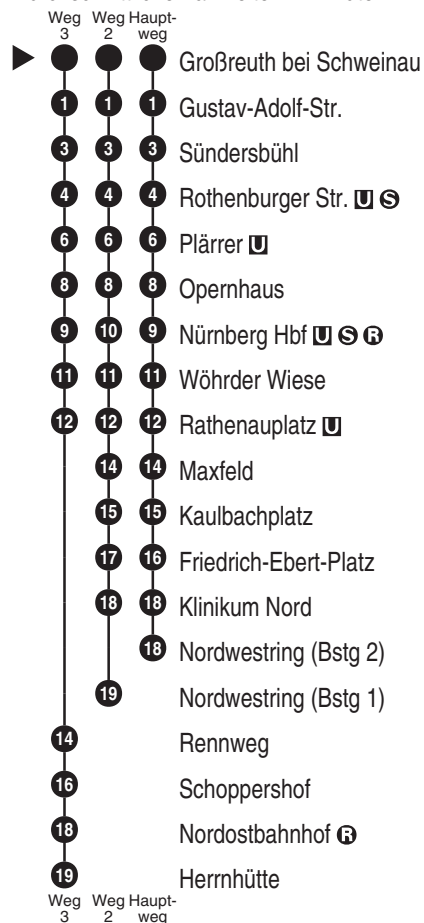 Weg Weg Haupt-
3 2 weg
Großreuth bei Schweinau
1 1 1 Gustav-Adolf-Str.
3 3 3 Sündersbühl
4 4 4 Rothenburger Str. U S
6 6 6 Plärrer U
8 8 8 Opernhaus
9 10 9 Nürnberg Hbf U S R
11 11 11 Wöhrder Wiese
12 12 12 Rathenauplatz U
14 14 Maxfeld
15 15 Kaulbachplatz
17 16 Friedrich-Ebert-Platz
18 18 Klinikum Nord
18 Nordwestring (Bstg 2)
19 Nordwestring (Bstg 1)
14 Rennweg
16 Schoppershof
18 Nordostbahnhof R
19 Herrnhütte
Weg Weg Haupt-
3 2 weg